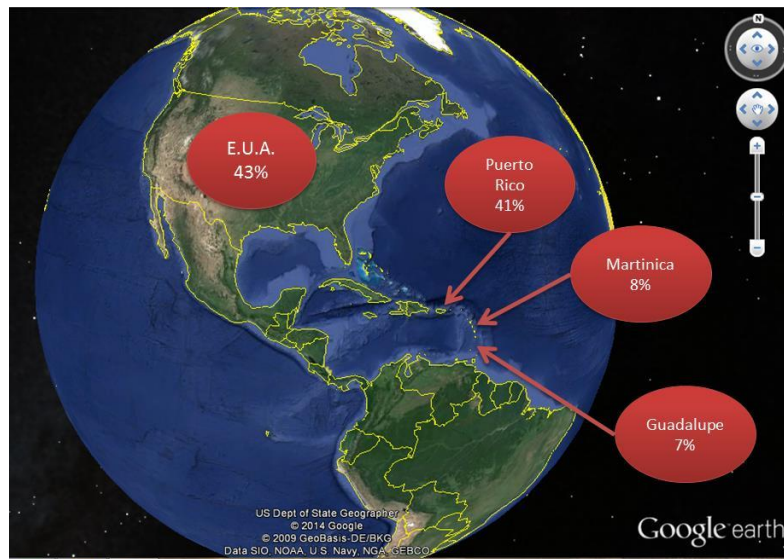 N
E.U.A.
43%
Puerto
Rico
41%
Martinica
8%
Guadalupe
7%
US Dept of State Geographer
© 2014 Google
© 2009 GeoBasis-DE/BKG
Data SIO, NOAA, U.S. Navy, NGA, GEBCO
Google earth